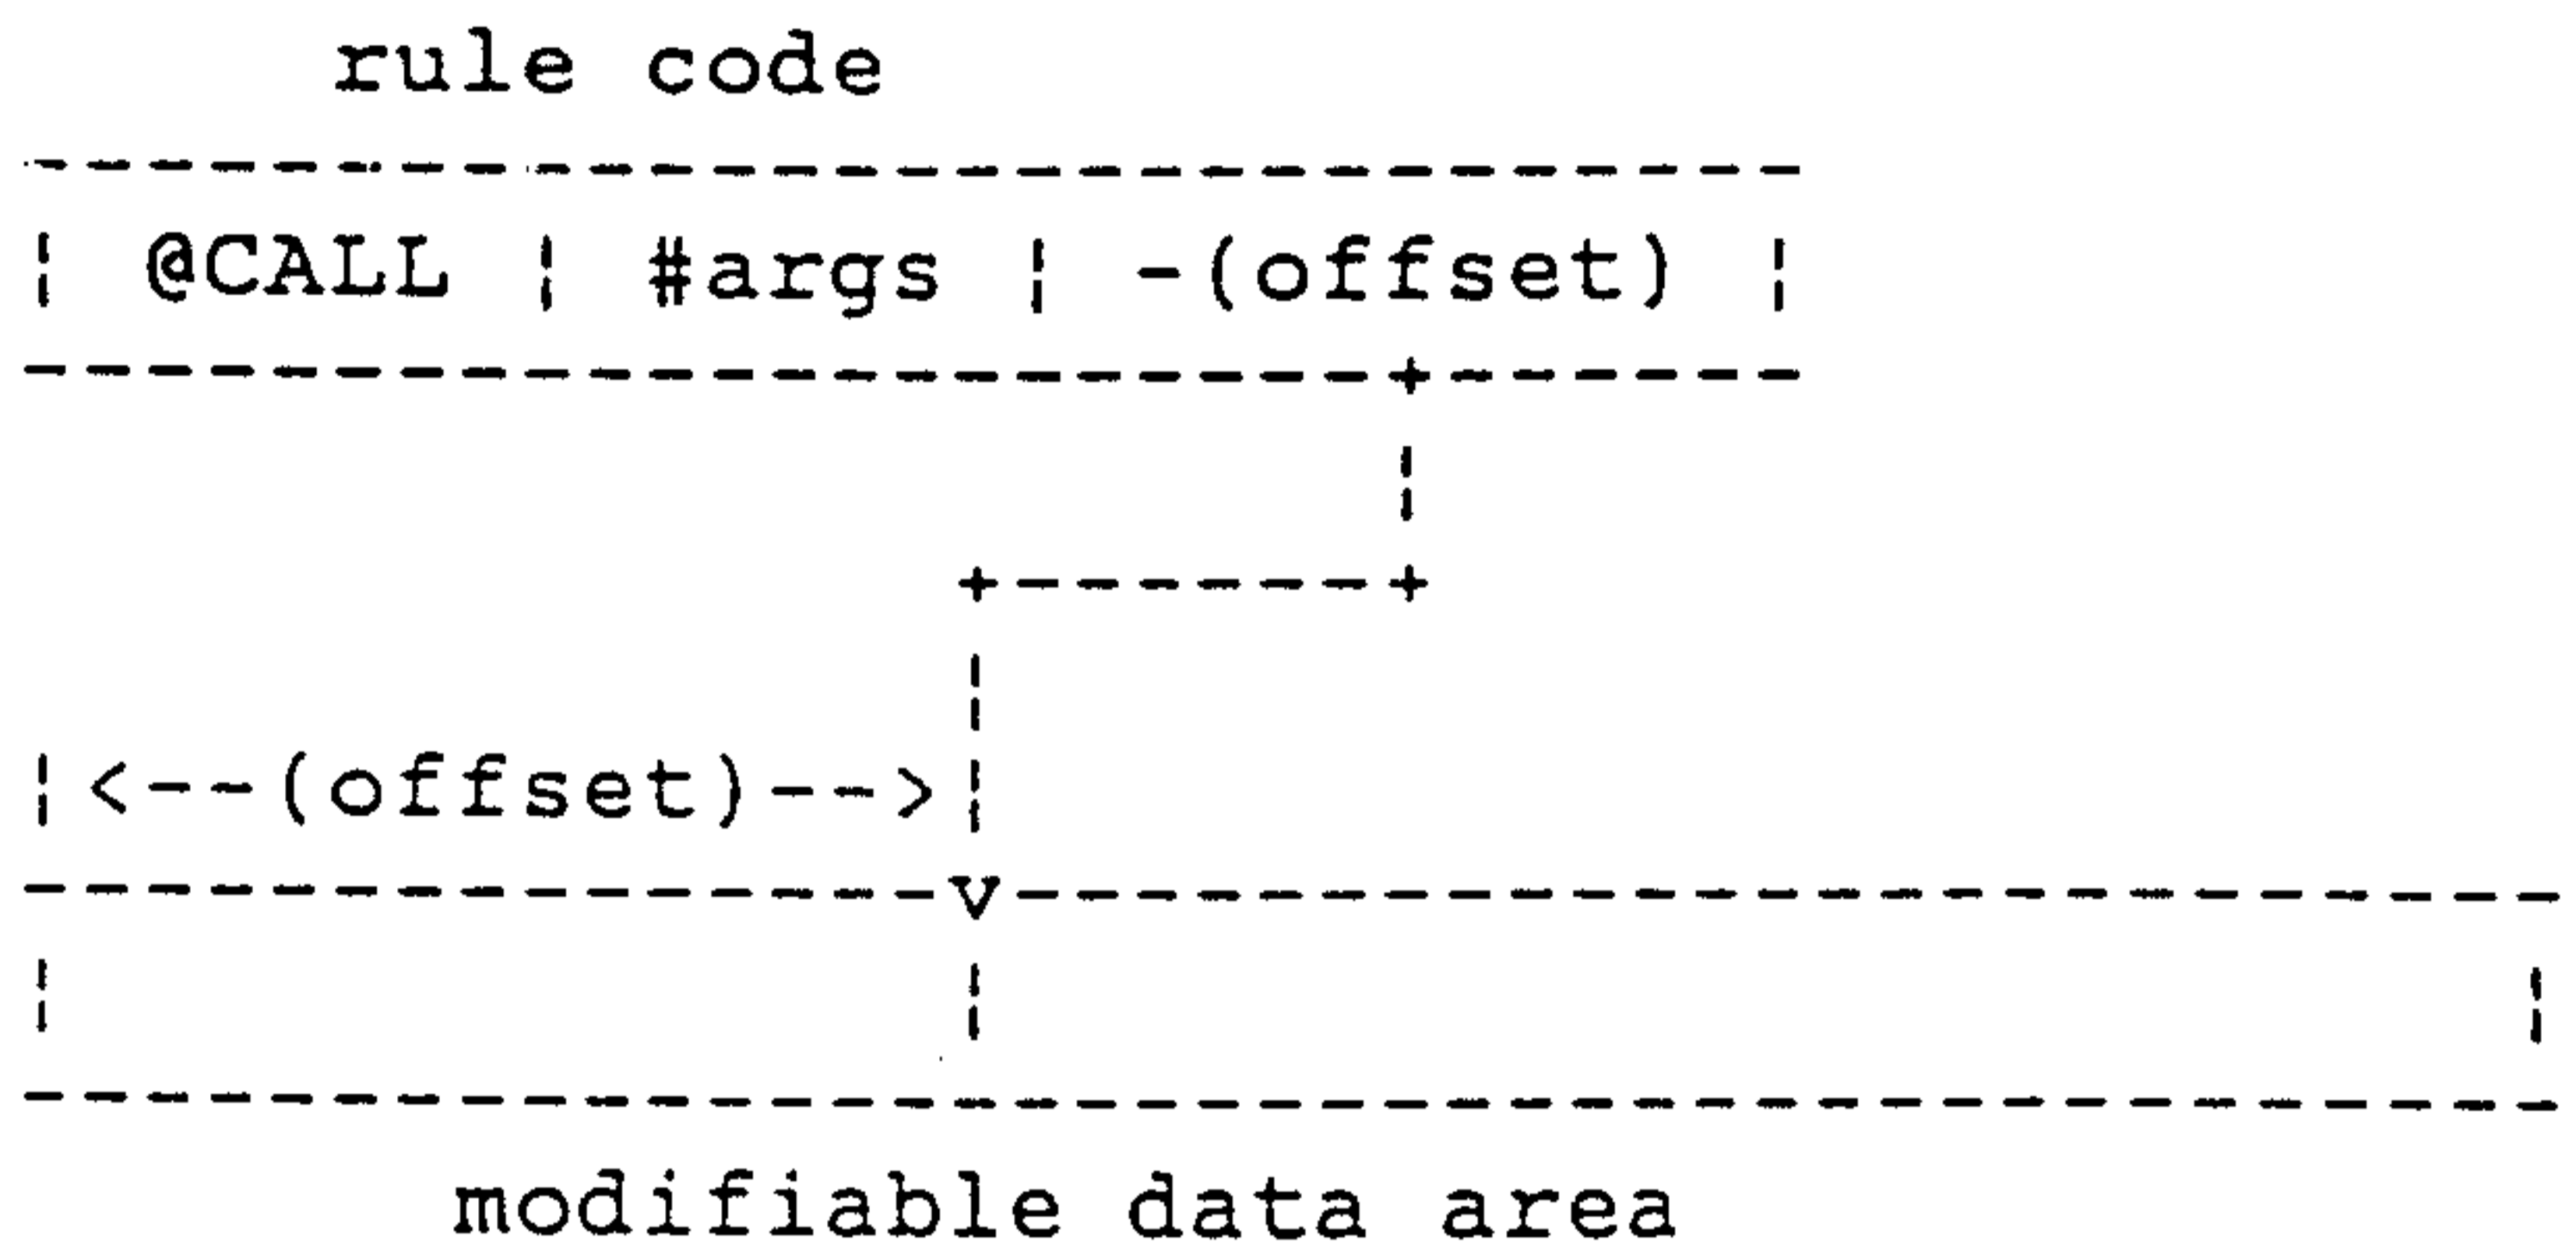 rule code
¦ @CALL ¦ #args ¦ -(offset) ¦
¦<--(offset)-->¦
v
modifiable data area